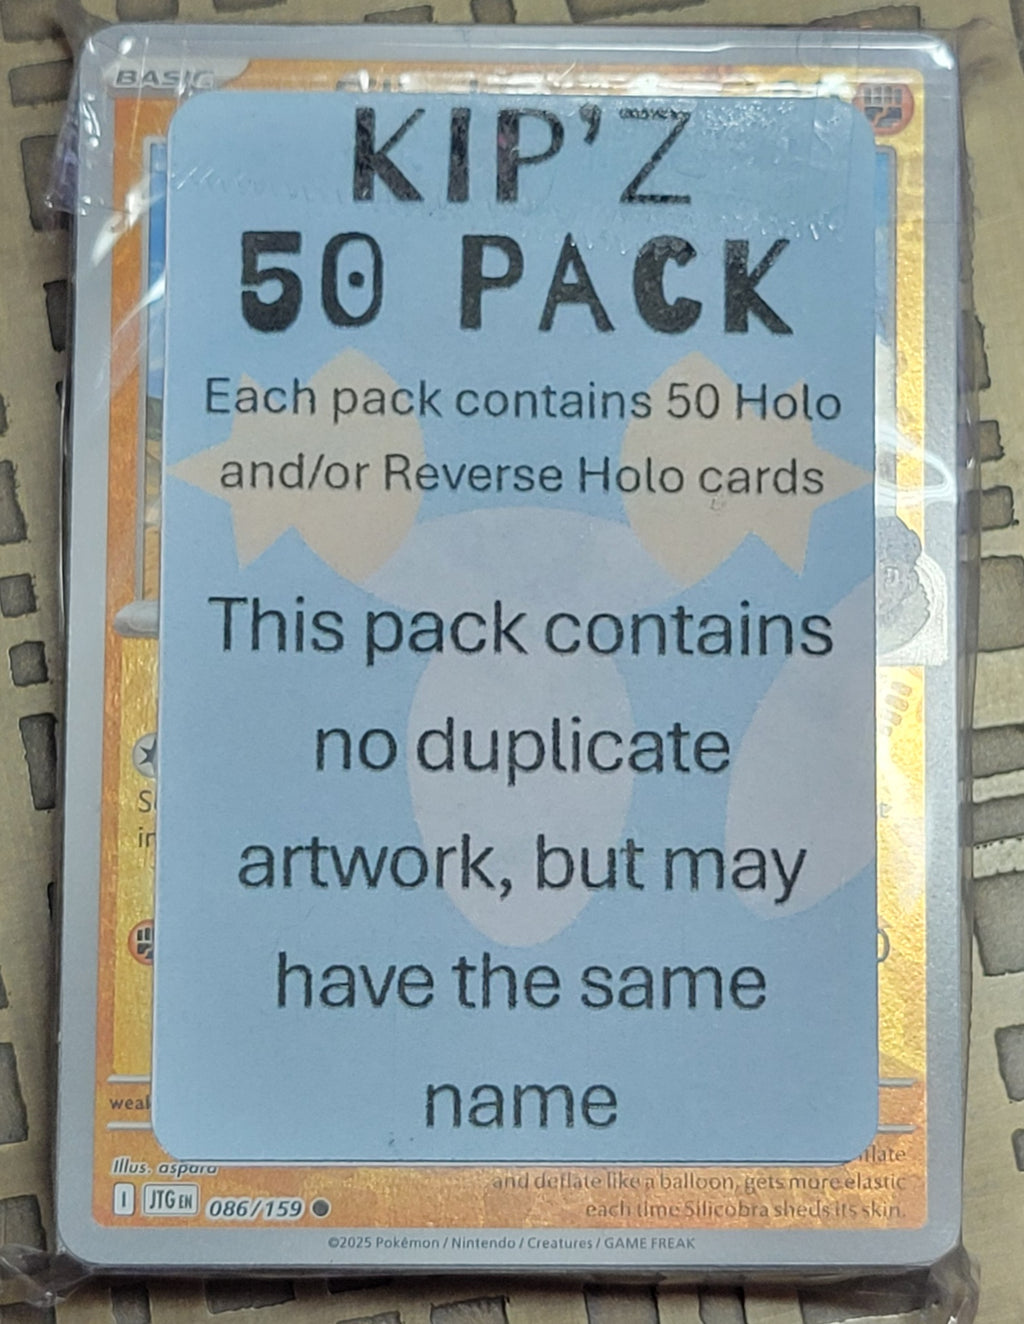 BASIC
KIP'Z
50 PACK
Each pack contains 50 Holo
and/or Reverse Holo cards
This pack contains
no duplicate
artwork, but may
have the same
name
Illus. aspara
and deflate like a balloon, gets more elastic
I JTG EN 086/159
each time Silicobra sheds its skin.
©2025 Pokémon / Nintendo / Creatures / GAME FREAK